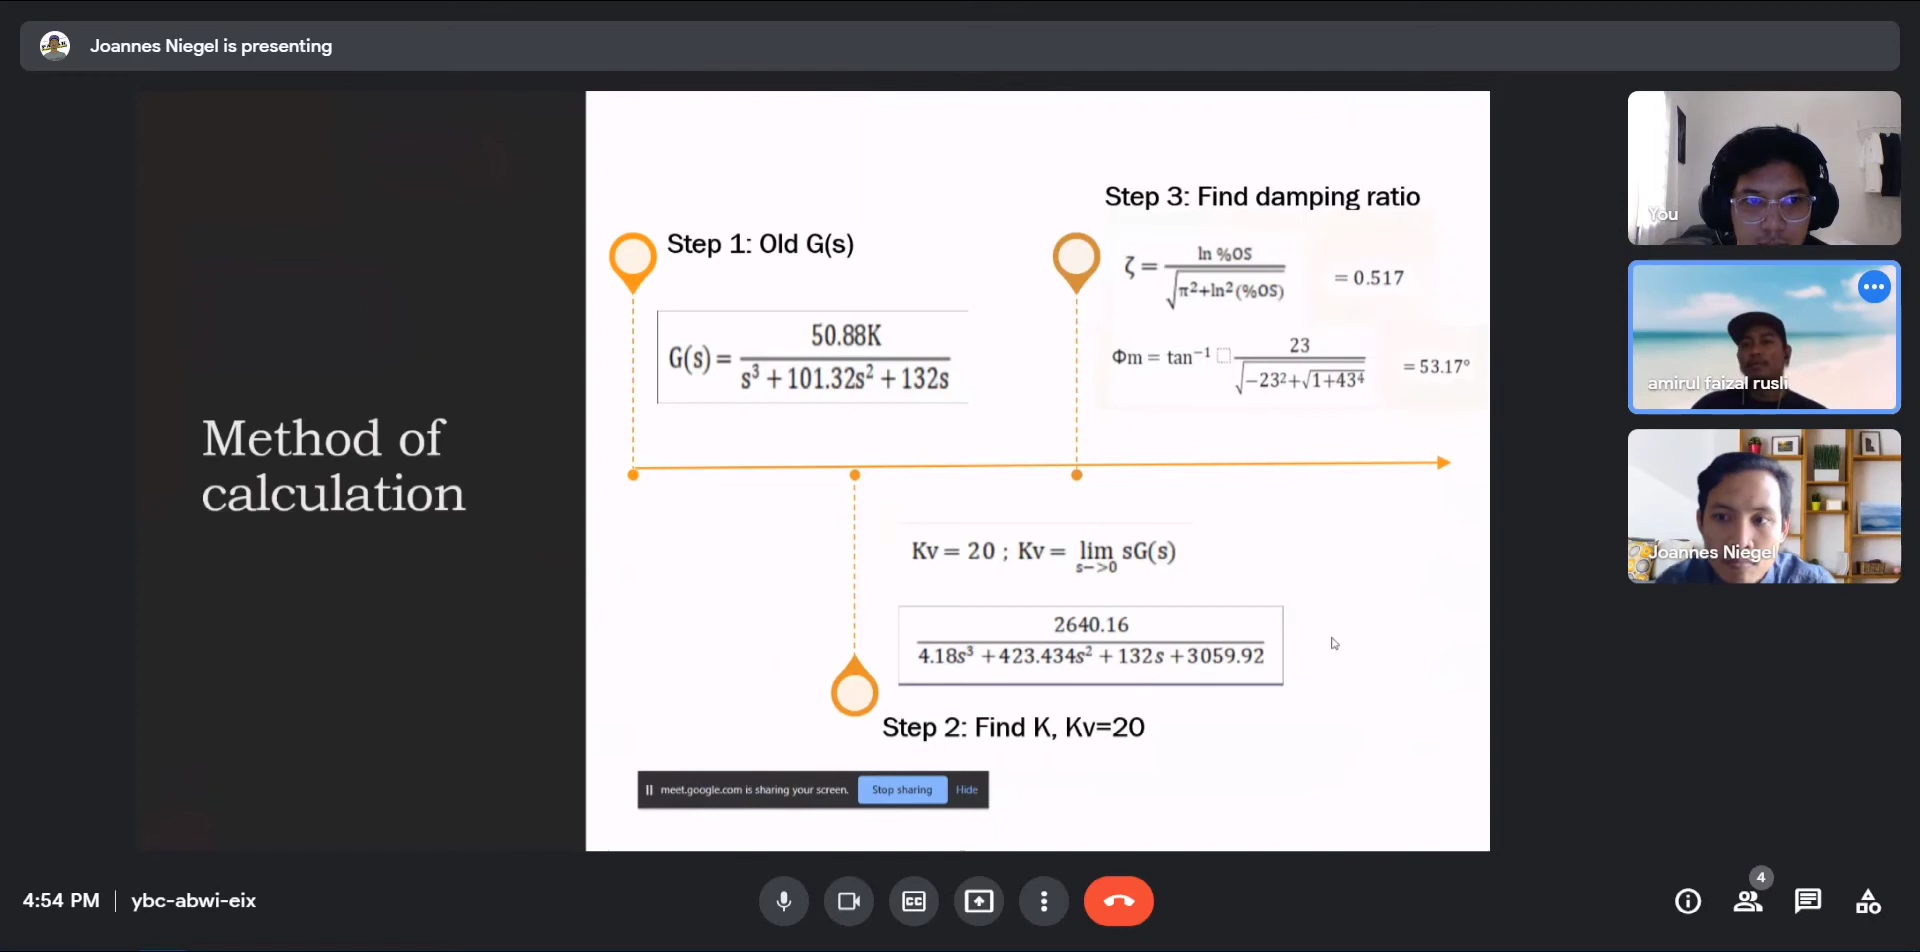 Joannes Niegel is presenting
Method of
calculation
Step 1: Old G(s)
G(s) = 50.88K / s³ + 101.32s² + 132s
Kv = 20 ; Kv = lim s−>0 sG(s)
2640.16 / 4.18s³ + 423.434s² + 132s + 3059.92
Step 2: Find K, Kv=20
Step 3: Find damping ratio
ζ = ln %OS / √π²+ln²(%OS) = 0.517
Φm = tan⁻¹ 23 / √−23²+√1+43⁴ = 53.17°
meet.google.com is sharing your screen. Stop sharing Hide
You
amirul faizal rusli
Joannes Niegel
4:54 PM | ybc-abwi-eix
CC
4